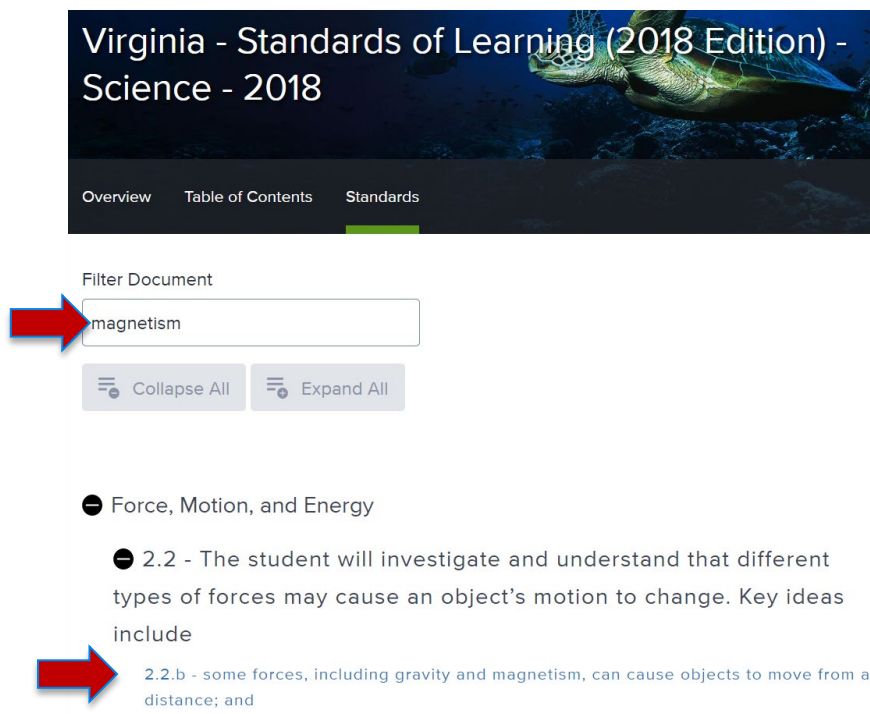 Virginia - Standards of Learning (2018 Edition) -
Science - 2018
Overview Table of Contents Standards
Filter Document
magnetism
Collapse All Expand All
Force, Motion, and Energy
2.2 - The student will investigate and understand that different
types of forces may cause an object’s motion to change. Key ideas
include
2.2.b - some forces, including gravity and magnetism, can cause objects to move from a
distance; and